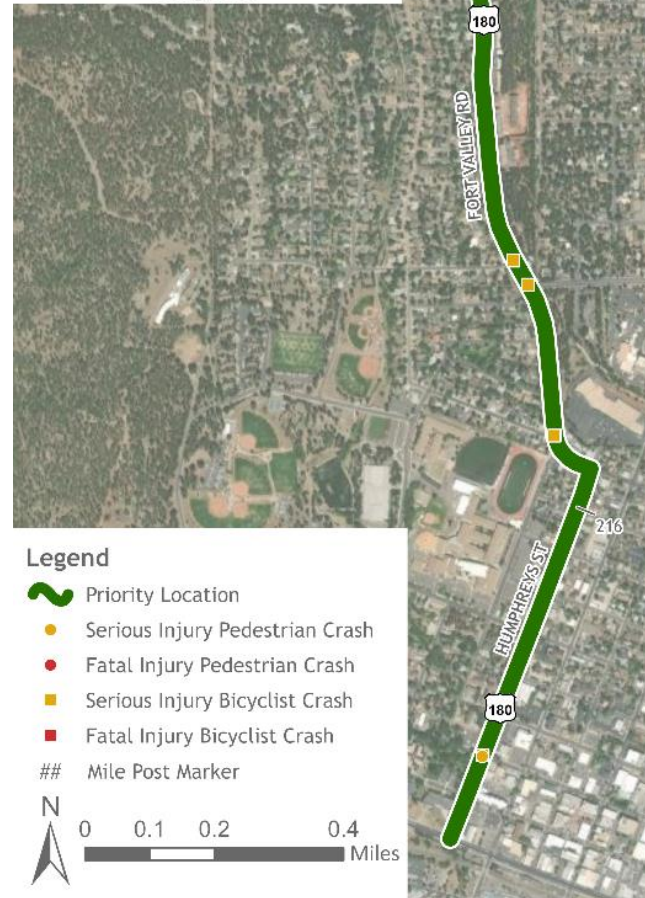 180
FORT VALLEY RD
216
HUMPHREYS ST
180
Legend
Priority Location
Serious Injury Pedestrian Crash
Fatal Injury Pedestrian Crash
Serious Injury Bicyclist Crash
Fatal Injury Bicyclist Crash
## Mile Post Marker
N
0 0.1 0.2 0.4
Miles